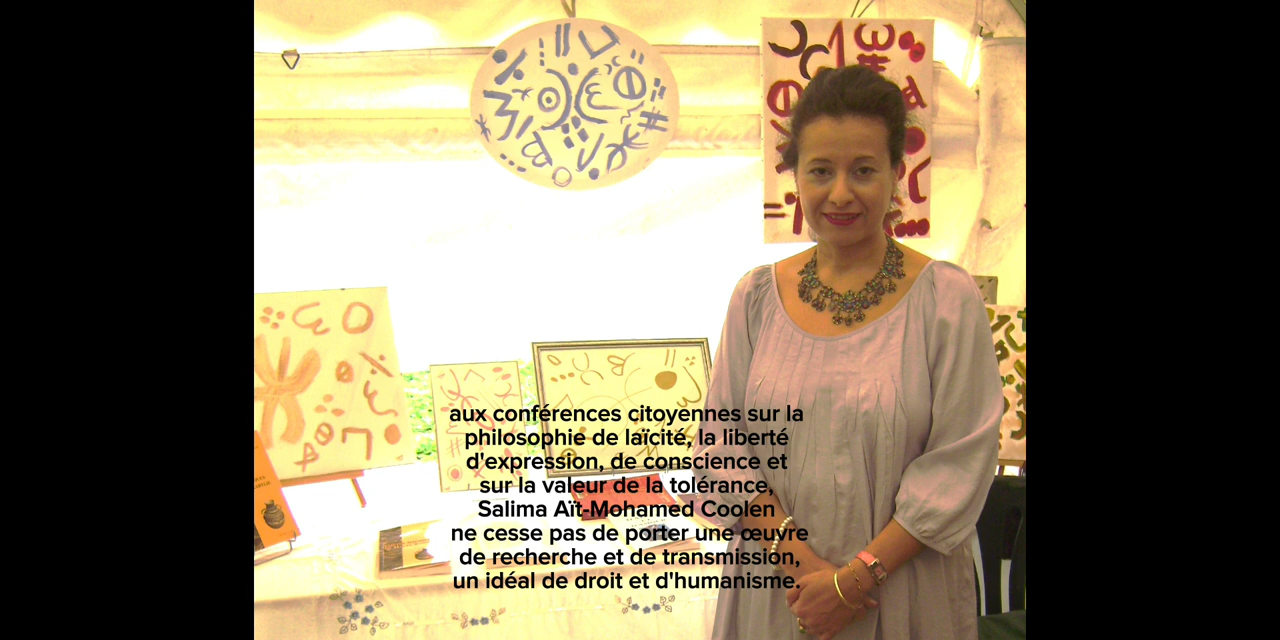 aux conférences citoyennes sur la
philosophie de laïcité, la liberté
d'expression, de conscience et
sur la valeur de la tolérance,
Salima Aït-Mohamed Coolen
ne cesse pas de porter une œuvre
de recherche et de transmission,
un idéal de droit et d'humanisme.